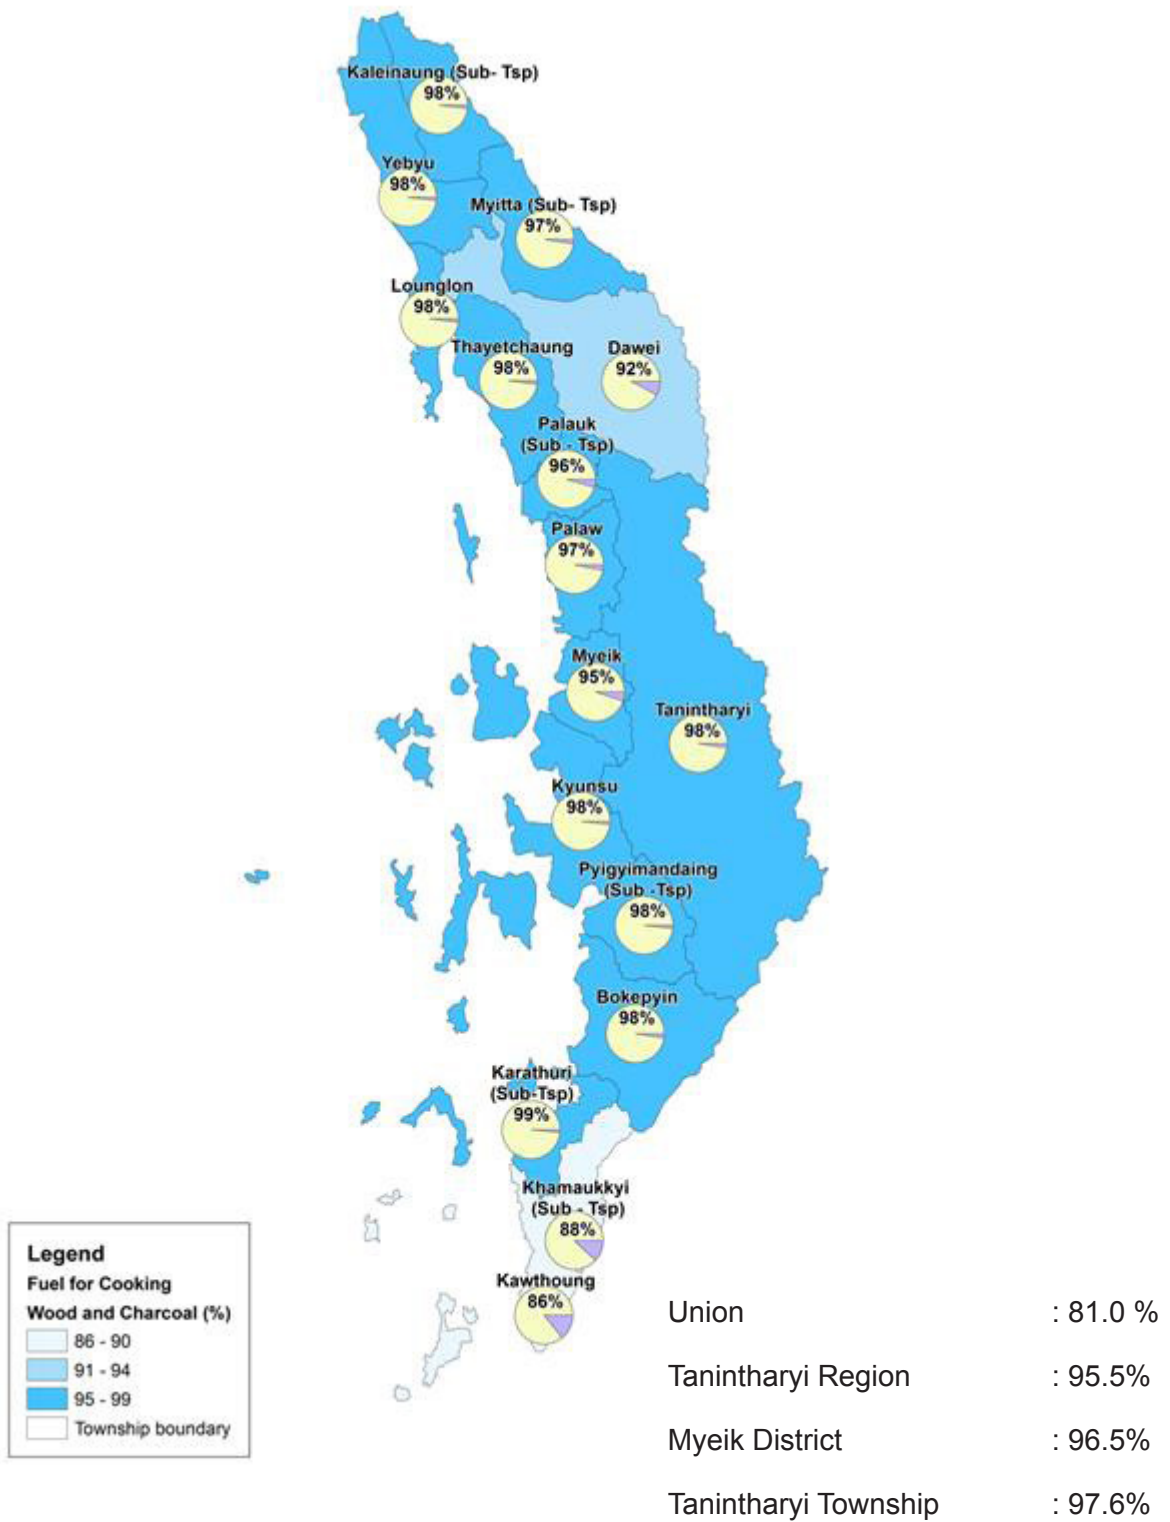 Kaleinaung (Sub- Tsp)
98%
Yebyu
98%
Myitta (Sub- Tsp)
97%
Lounglon
98%
Thayetchaung
98%
Dawei
92%
Palauk
(Sub - Tsp)
96%
Palaw
97%
Myeik
95%
Tanintharyi
98%
Kyunsu
98%
Pyigyimandaing
(Sub -Tsp)
98%
Bokepyin
98%
Karathuri
(Sub-Tsp)
99%
Khamaukkyi
(Sub - Tsp)
88%
Kawthoung
86%
Legend
Fuel for Cooking
Wood and Charcoal (%)
86 - 90
91 - 94
95 - 99
Township boundary
Union : 81.0 %
Tanintharyi Region : 95.5%
Myeik District : 96.5%
Tanintharyi Township : 97.6%